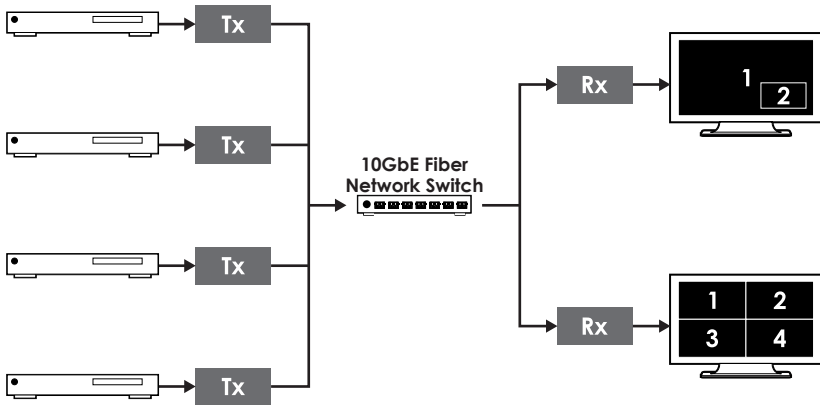 Tx
Tx
Tx
Tx
10GbE Fiber
Network Switch
Rx
1
2
Rx
1 2
3 4